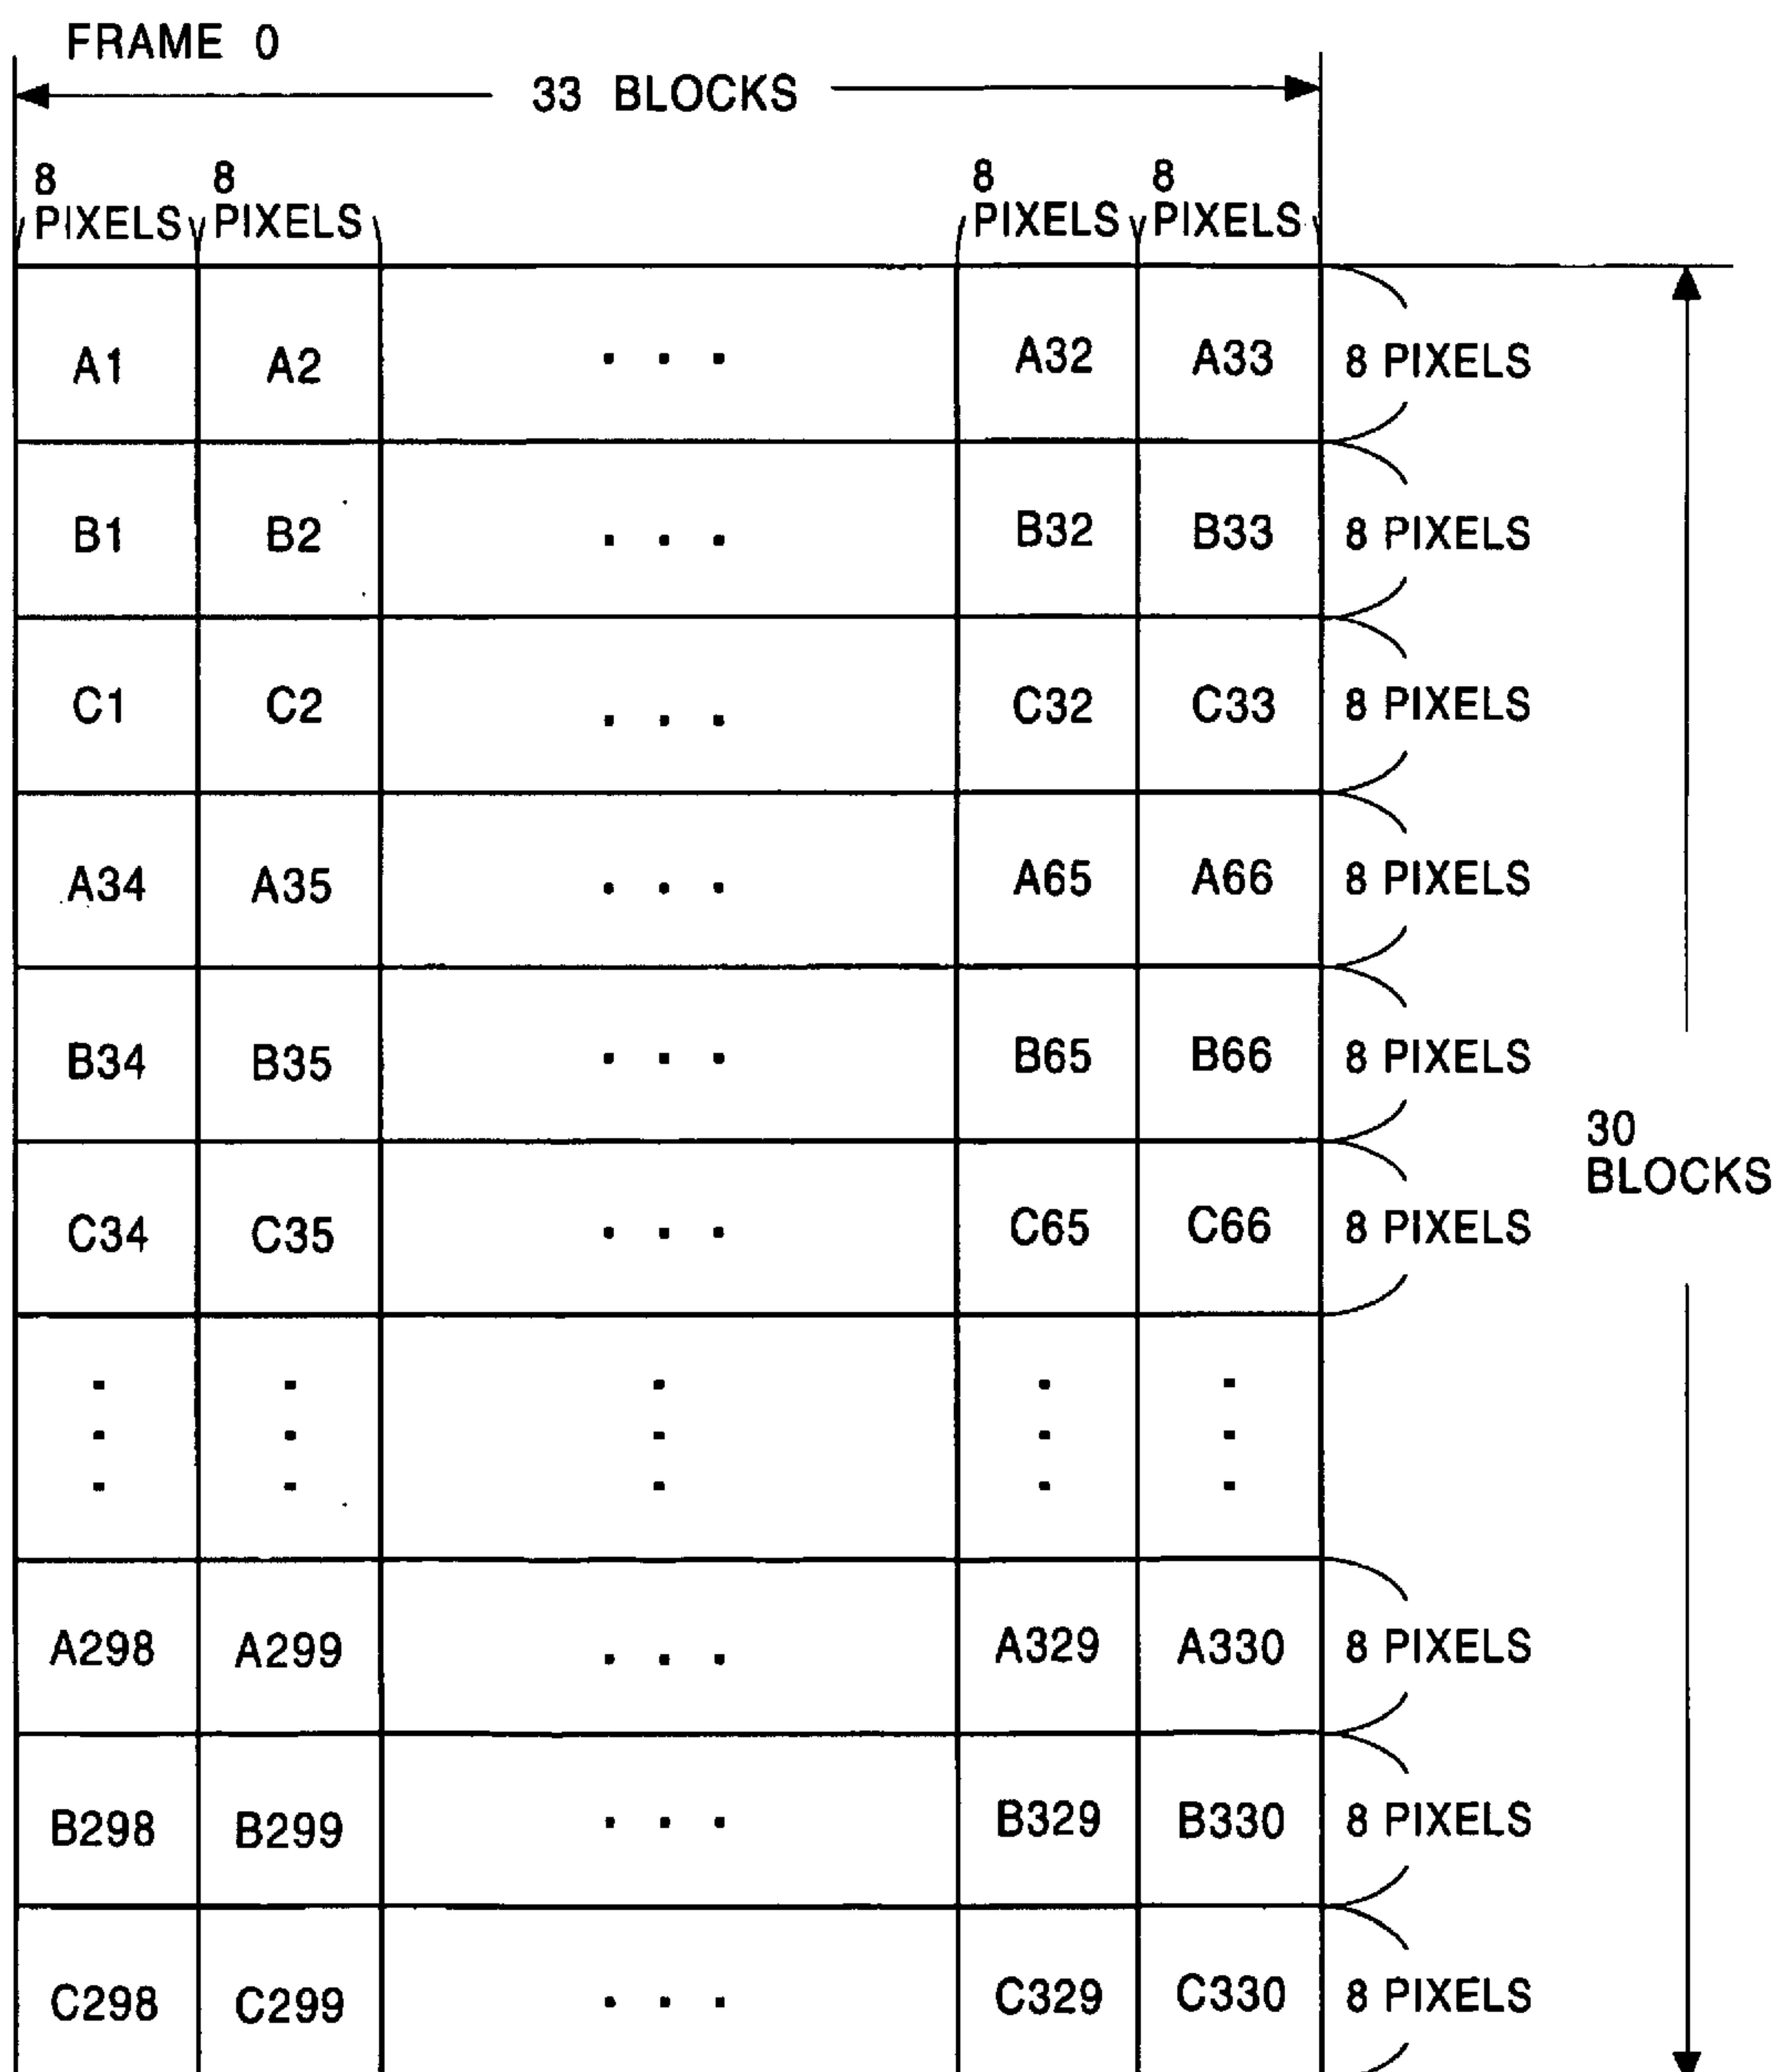 FRAME 0
33 BLOCKS
8 PIXELS 8 PIXELS 8 PIXELS 8 PIXELS
A1 A2 . . . A32 A33 8 PIXELS
B1 B2 . . . B32 B33 8 PIXELS
C1 C2 . . . C32 C33 8 PIXELS
A34 A35 . . . A65 A66 8 PIXELS
B34 B35 . . . B65 B66 8 PIXELS
30 BLOCKS
C34 C35 . . . C65 C66 8 PIXELS
A298 A299 . . . A329 A330 8 PIXELS
B298 B299 . . . B329 B330 8 PIXELS
C298 C299 . . . C329 C330 8 PIXELS